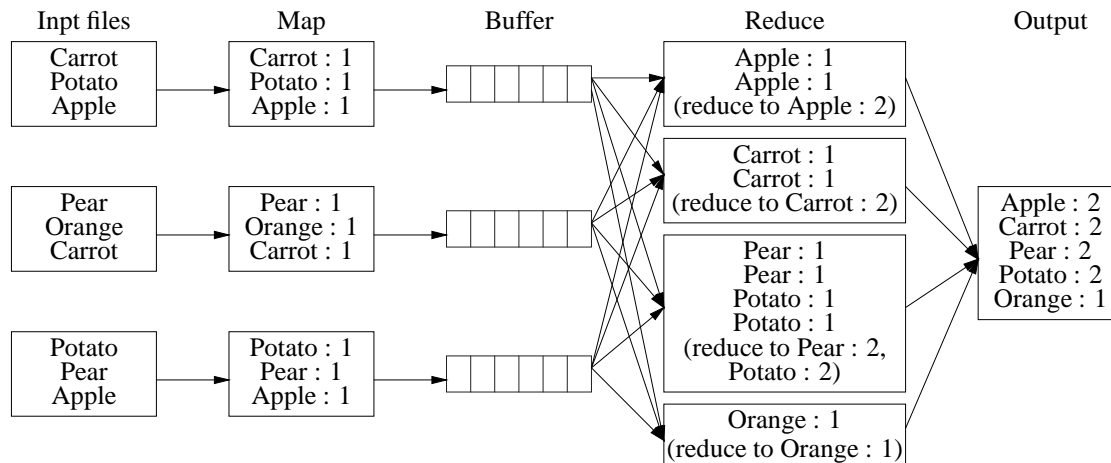 Inpt files
Map
Buffer
Reduce
Output
Carrot
Potato
Apple
Carrot : 1
Potato : 1
Apple : 1
Apple : 1
Apple : 1
(reduce to Apple : 2)
Pear
Orange
Carrot
Pear : 1
Orange : 1
Carrot : 1
Carrot : 1
Carrot : 1
(reduce to Carrot : 2)
Potato
Pear
Apple
Potato : 1
Pear : 1
Apple : 1
Pear : 1
Pear : 1
Potato : 1
Potato : 1
(reduce to Pear : 2,
Potato : 2)
Orange : 1
(reduce to Orange : 1)
Apple : 2
Carrot : 2
Pear : 2
Potato : 2
Orange : 1